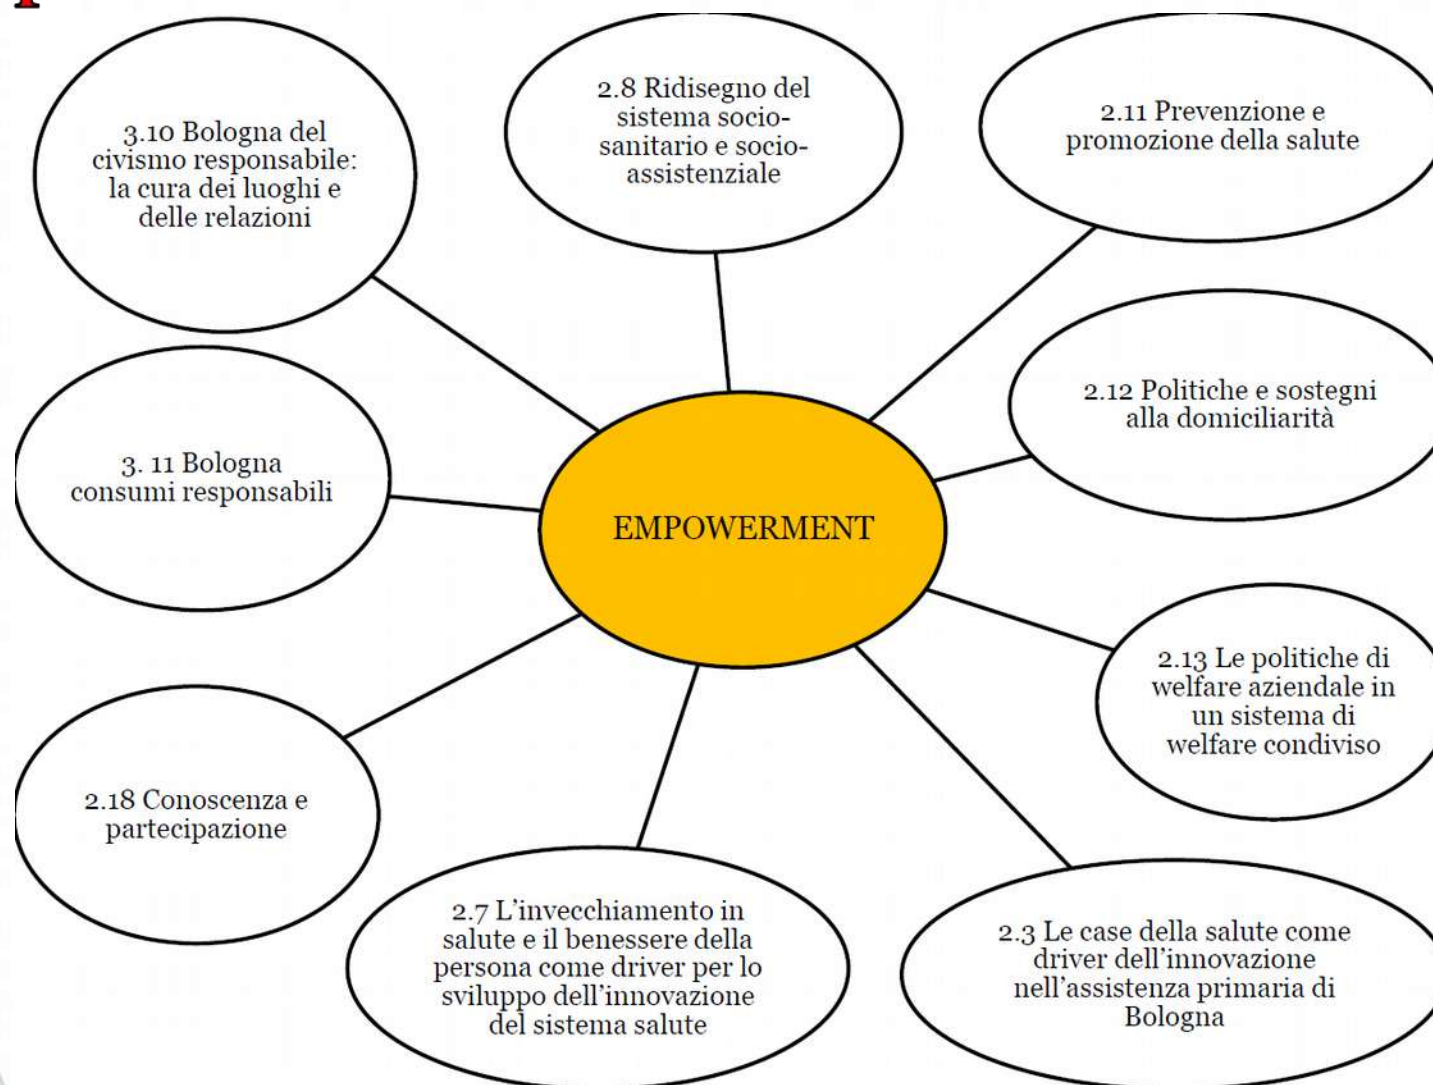 3.10 Bologna del
civismo responsabile:
la cura dei luoghi e
delle relazioni
2.8 Ridisegno del
sistema socio-
sanitario e socio-
assistenziale
2.11 Prevenzione e
promozione della salute
2.12 Politiche e sostegni
alla domiciliarità
3. 11 Bologna
consumi responsabili
EMPOWERMENT
2.13 Le politiche di
welfare aziendale in
un sistema di
welfare condiviso
2.18 Conoscenza e
partecipazione
2.7 L'invecchiamento in
salute e il benessere della
persona come driver per lo
sviluppo dell'innovazione
del sistema salute
2.3 Le case della salute come
driver dell'innovazione
nell'assistenza primaria di
Bologna